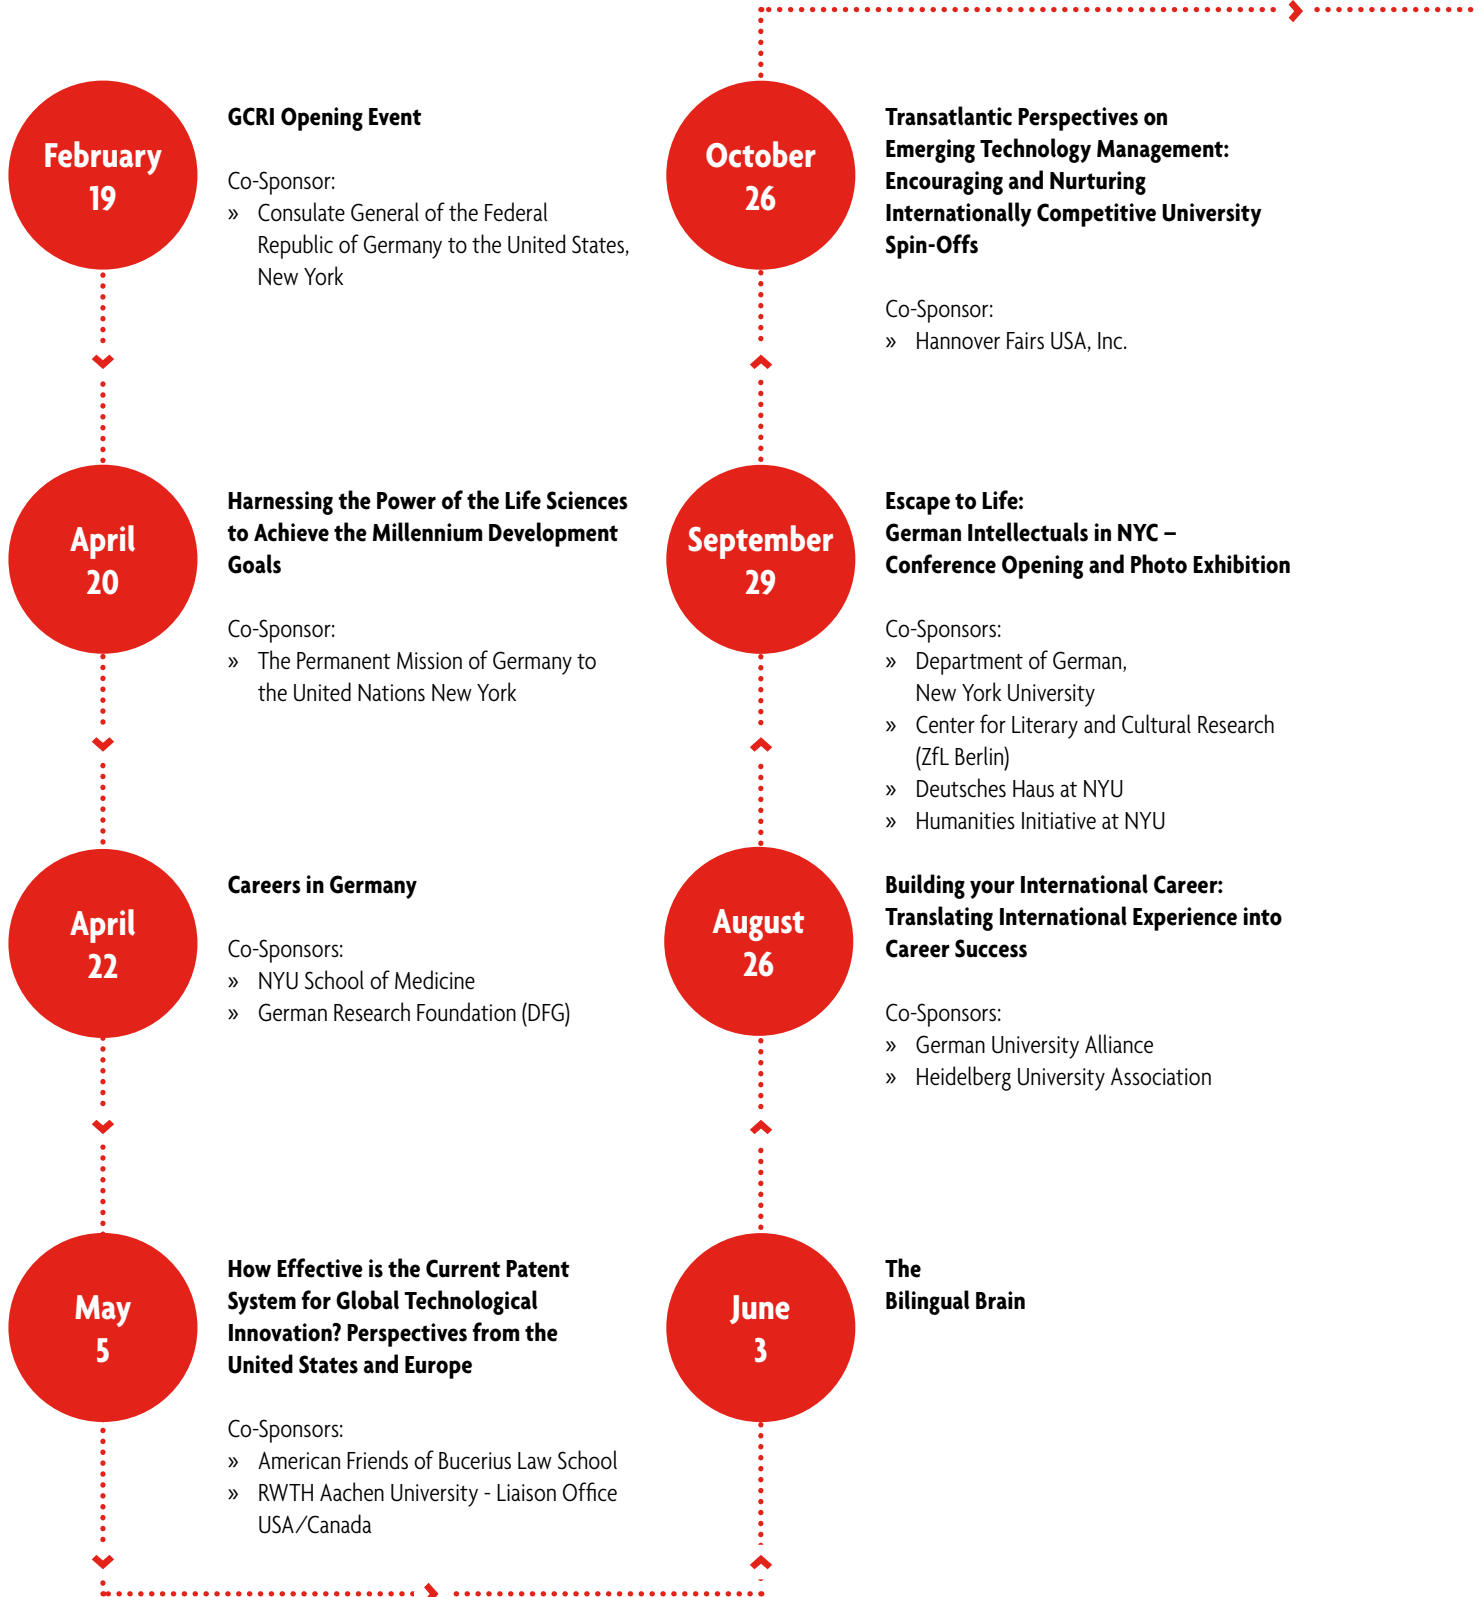 February
19
GCRI Opening Event
Co-Sponsor:
» Consulate General of the Federal
Republic of Germany to the United States,
New York
April
20
Harnessing the Power of the Life Sciences
to Achieve the Millennium Development
Goals
Co-Sponsor:
» The Permanent Mission of Germany to
the United Nations New York
April
22
Careers in Germany
Co-Sponsors:
» NYU School of Medicine
» German Research Foundation (DFG)
May
5
How Effective is the Current Patent
System for Global Technological
Innovation? Perspectives from the
United States and Europe
Co-Sponsors:
» American Friends of Bucerius Law School
» RWTH Aachen University - Liaison Office
USA/Canada
June
3
The
Bilingual Brain
August
26
Building your International Career:
Translating International Experience into
Career Success
Co-Sponsors:
» German University Alliance
» Heidelberg University Association
September
29
Escape to Life:
German Intellectuals in NYC –
Conference Opening and Photo Exhibition
Co-Sponsors:
» Department of German,
New York University
» Center for Literary and Cultural Research
(ZfL Berlin)
» Deutsches Haus at NYU
» Humanities Initiative at NYU
October
26
Transatlantic Perspectives on
Emerging Technology Management:
Encouraging and Nurturing
Internationally Competitive University
Spin-Offs
Co-Sponsor:
» Hannover Fairs USA, Inc.